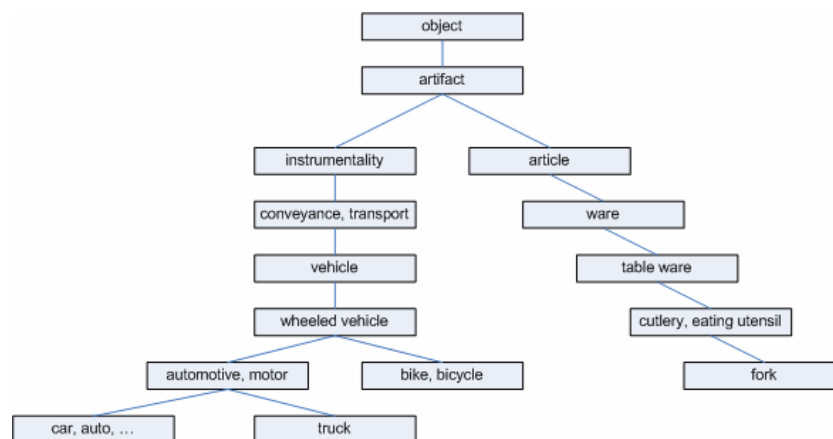 object
artifact
instrumentality
article
conveyance, transport
ware
vehicle
table ware
wheeled vehicle
cutlery, eating utensil
automotive, motor
bike, bicycle
fork
car, auto, …
truck